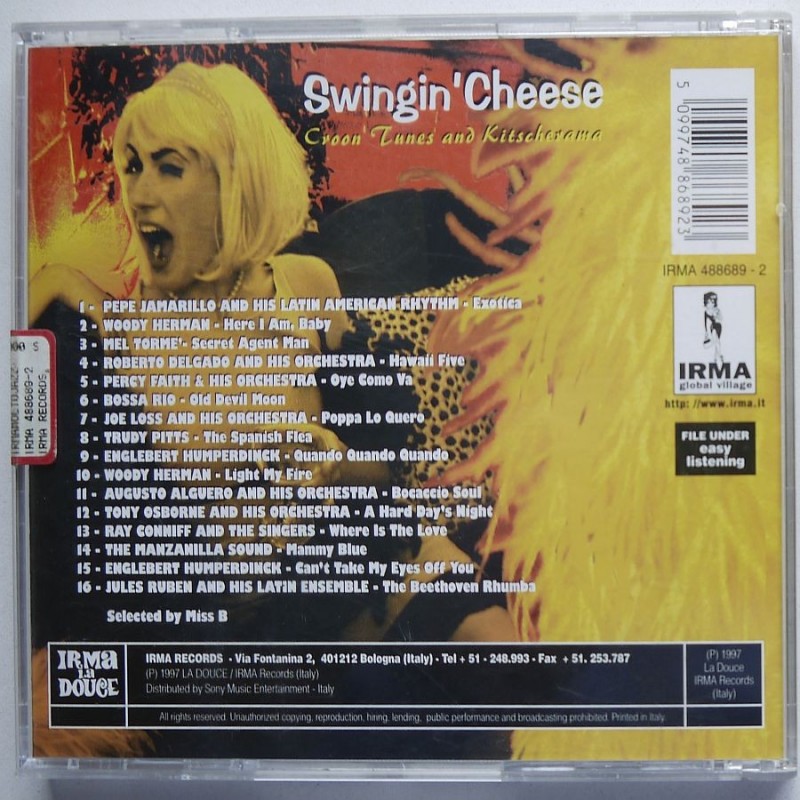 Swingin' Cheese
Croon' Tunes and Kitscherama
5 099748 868923
IRMA 488689 - 2
IRMA
global village
http: //www.irma.it
FILE UNDER
easy
listening
1 - PEPE JAMARILLO AND HIS LATIN AMERICAN RHYTHM - Exotica
2 - WOODY HERMAN - Here I Am, Baby
3 - MEL TORME' - Secret Agent Man
4 - ROBERTO DELGADO AND HIS ORCHESTRA - Hawaii Five
5 - PERCY FAITH & HIS ORCHESTRA - Oye Como Va
6 - BOSSA RIO - Old Devil Moon
7 - JOE LOSS AND HIS ORCHESTRA - Poppa Lo Quero
8 - TRUDY PITTS - The Spanish Flea
9 - ENGLEBERT HUMPERDINCK - Quando Quando Quando
10 - WOODY HERMAN - Light My Fire
11 - AUGUSTO ALGUERO AND HIS ORCHESTRA - Bocaccio Soul
12 - TONY OSBORNE AND HIS ORCHESTRA - A Hard Day's Night
13 - RAY CONNIFF AND THE SINGERS - Where Is The Love
14 - THE MANZANILLA SOUND - Mammy Blue
15 - ENGLEBERT HUMPERDINCK - Can't Take My Eyes Off You
16 - JULES RUBEN AND HIS LATIN ENSEMBLE - The Beethoven Rhumba
Selected by Miss B
IRMA 488689-2
IRMA RECORDS
IRMA
LA
DOUCE
IRMA RECORDS - Via Fontanina 2, 401212 Bologna (Italy) - Tel + 51 - 248.993 - Fax + 51. 253.787
(P) 1997 LA DOUCE / IRMA Records (Italy)
Distributed by Sony Music Entertainment - Italy
(P) 1997
La Douce
IRMA Records
(Italy)
All rights reserved. Unauthorized copying, reproduction, hiring, lending, public performance and broadcasting prohibited. Printed in Italy.